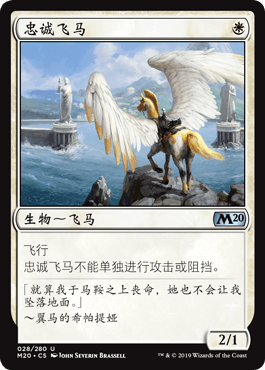 忠诚飞马
生物～飞马
M20
飞行
忠诚飞马不能单独进行攻击或阻挡。
「就算我于马鞍之上丧命，她也不会让我
坠落地面。」
～翼马的希帕提娅
2/1
028/280 U
M20 • CS JOHN SEVERIN BRASSELL
™ & © 2019 Wizards of the Coast